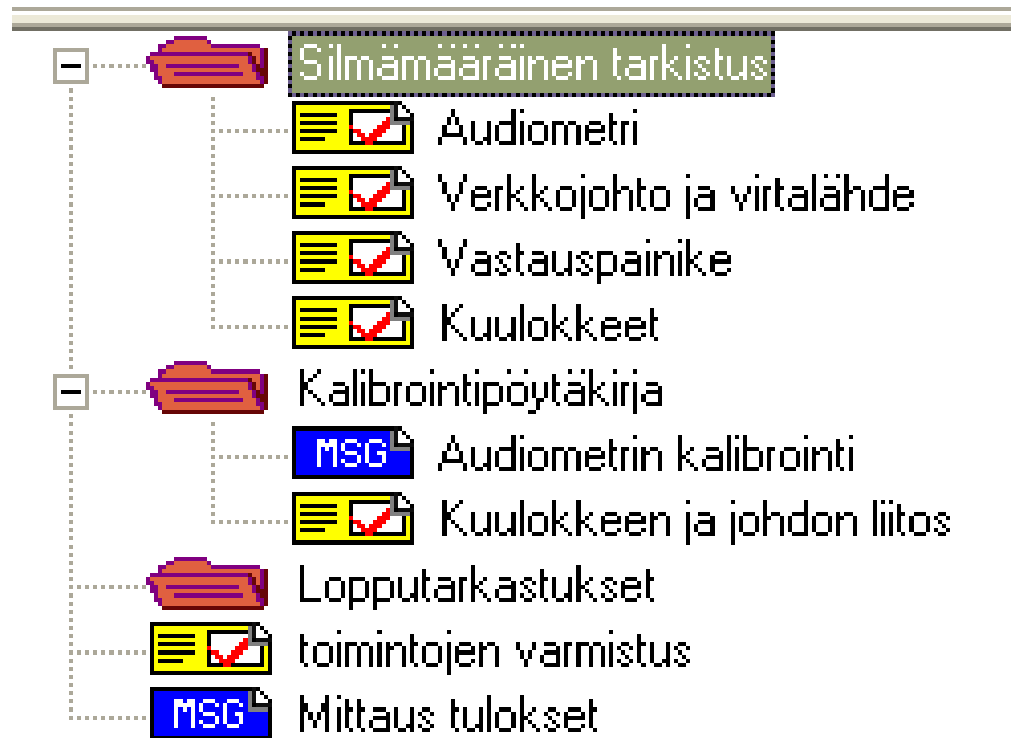 Silmämääräinen tarkistus
Audiometri
Verkkojohto ja virtalähde
Vastauspainike
Kuulokkeet
Kalibrointipöytäkirja
MSG Audiometrin kalibrointi
Kuulokkeen ja johdon liitos
Lopputarkastukset
toimintojen varmistus
MSG Mittaus tulokset